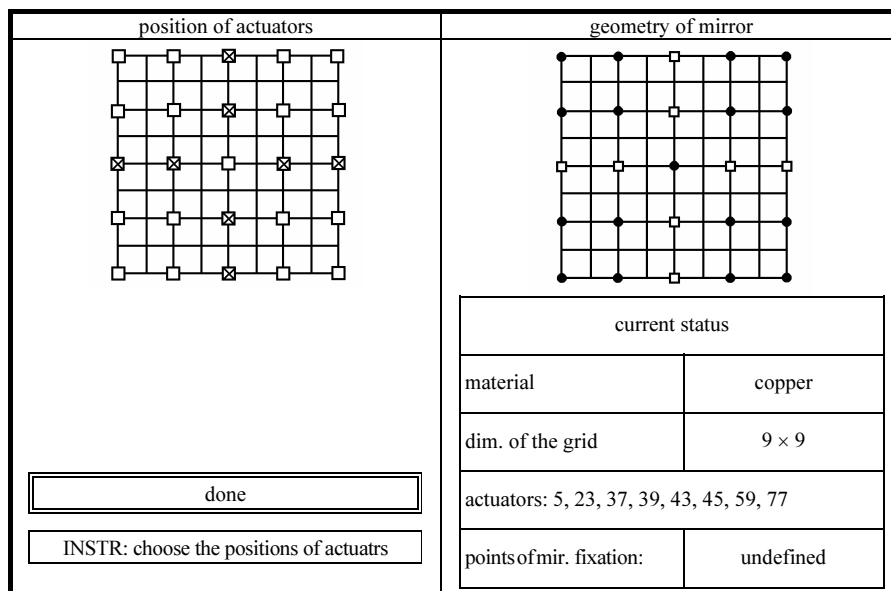 position of actuators
geometry of mirror
done
INSTR: choose the positions of actuatrs
current status
material copper
dim. of the grid 9 × 9
actuators: 5, 23, 37, 39, 43, 45, 59, 77
points of mir. fixation: undefined